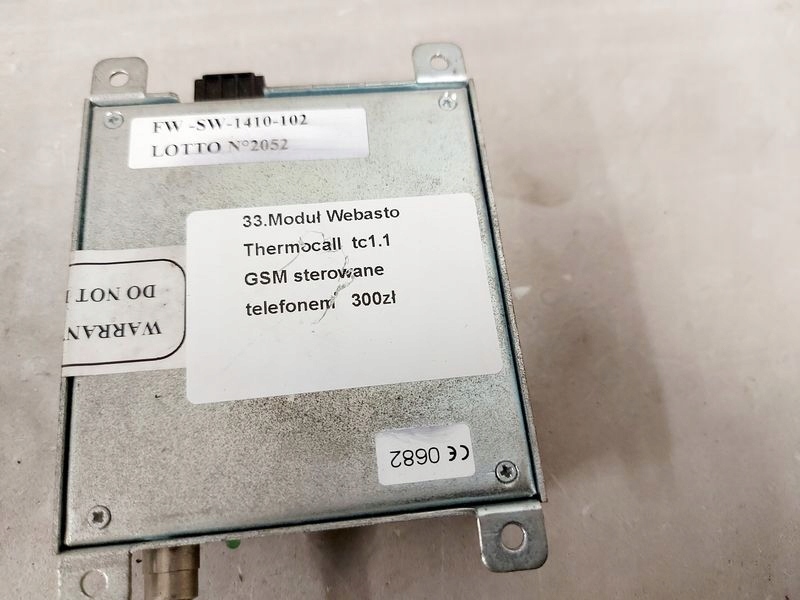 FW -SW-1410-102
LOTTO N°2052
33.Moduł Webasto
Thermocall tc1.1
GSM sterowane
telefonem 300zł
DO NOT
CE 0682